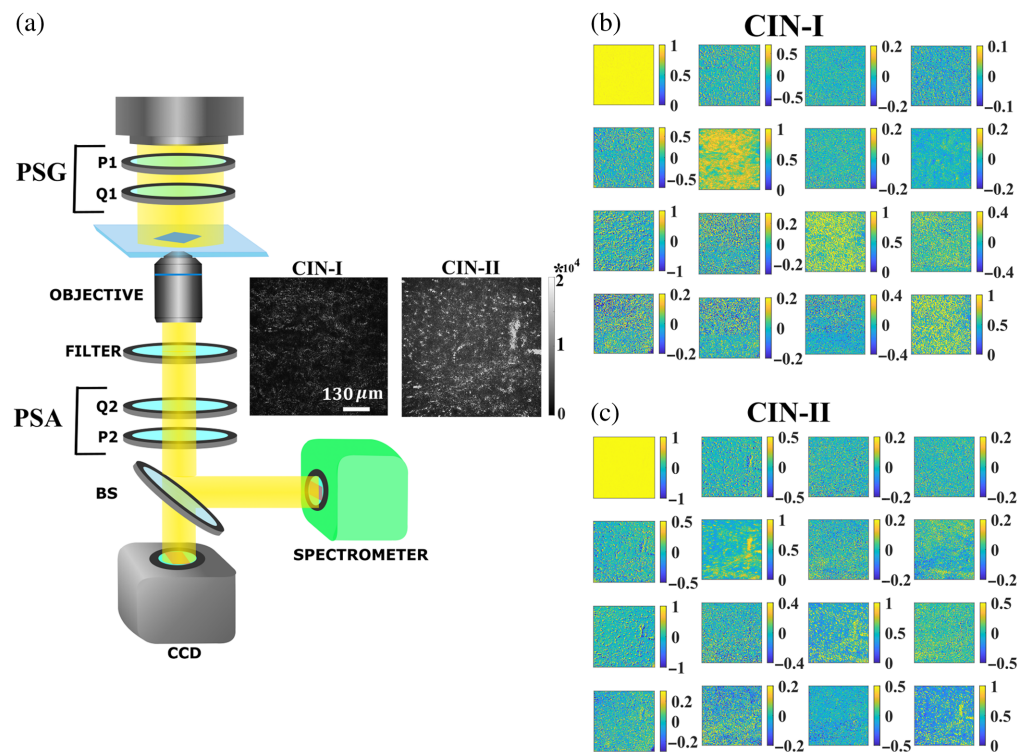 (a)
PSG
P1
Q1
OBJECTIVE
FILTER
PSA
Q2
P2
BS
SPECTROMETER
CCD
CIN-I
130 μm
CIN-II
*10⁴
2
1
0
(b)
CIN-I
1 0.5 0.2 0.1
0.5 0 0 0
0 −0.5 −0.2 −0.1
0.5 1 0.2 0.2
0 0.5 0 0
−0.5 0 −0.2 −0.2
1 0.2 1 0.4
0 0 0.5 0
−1 −0.2 0 −0.4
0.2 0.2 0.2 1
0 0 0 0.5
−0.2 −0.2 −0.4 0
(c)
CIN-II
1 0.5 0.2 0.2
0 0 0 0
−1 −0.5 −0.2 −0.2
0.5 1 0.2 0.2
0 0.5 0 0
−0.5 0 −0.2 −0.2
1 0.4 1 0.5
0 0 0.5 0
−1 −0.4 0 −0.5
0.2 0.2 0.5 1
0 0 0 0.5
−0.2 −0.2 −0.5 0